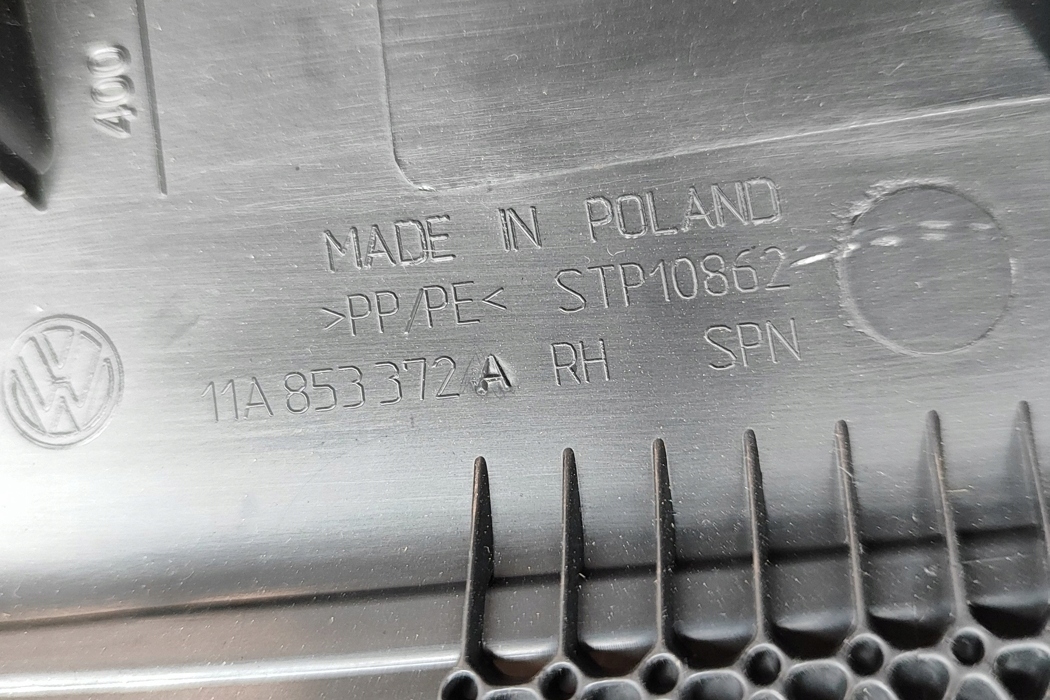 400
MADE IN POLAND
>PP/PE< STP10862
11A 853 372 A RH SPN